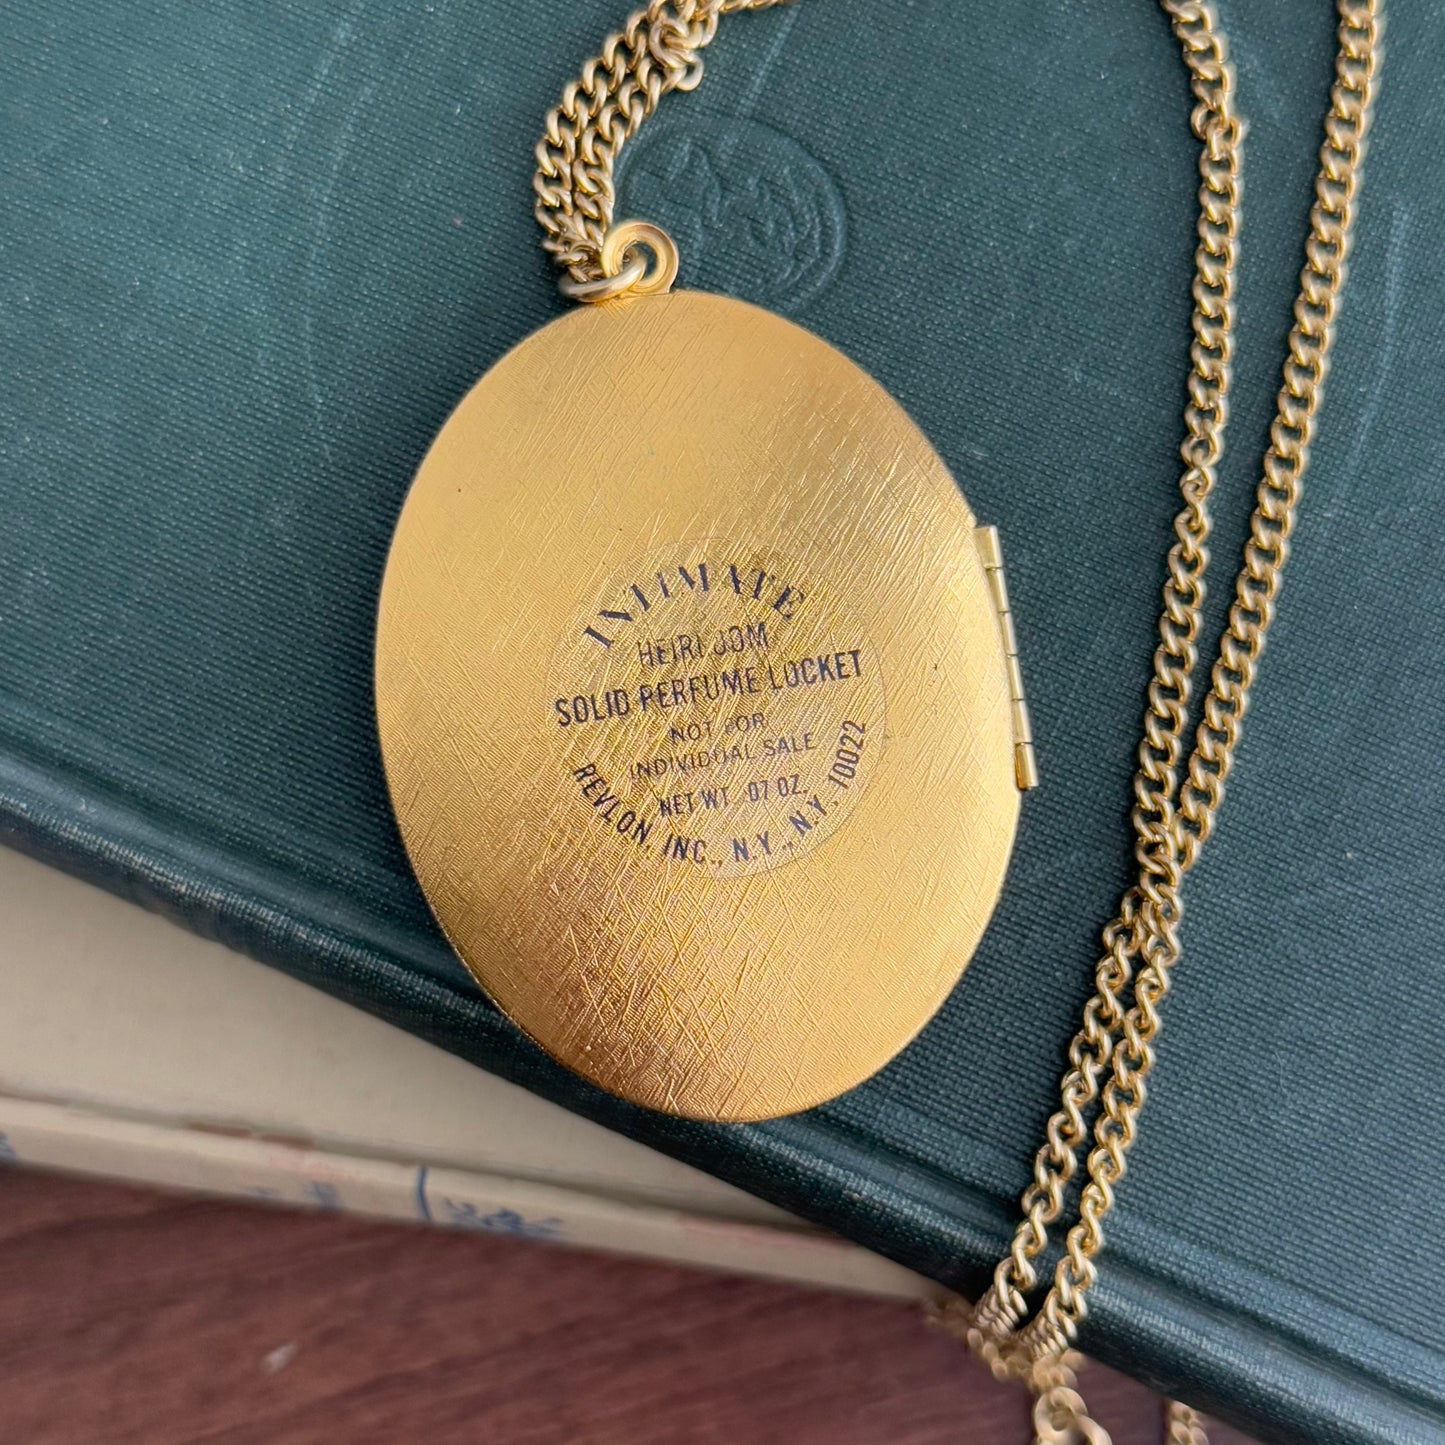 INTIMATE
HEIRLOOM
SOLID PERFUME LOCKET
NOT FOR
INDIVIDUAL SALE
NET WT .07 OZ.
REVLON, INC., N.Y., N.Y. 10022